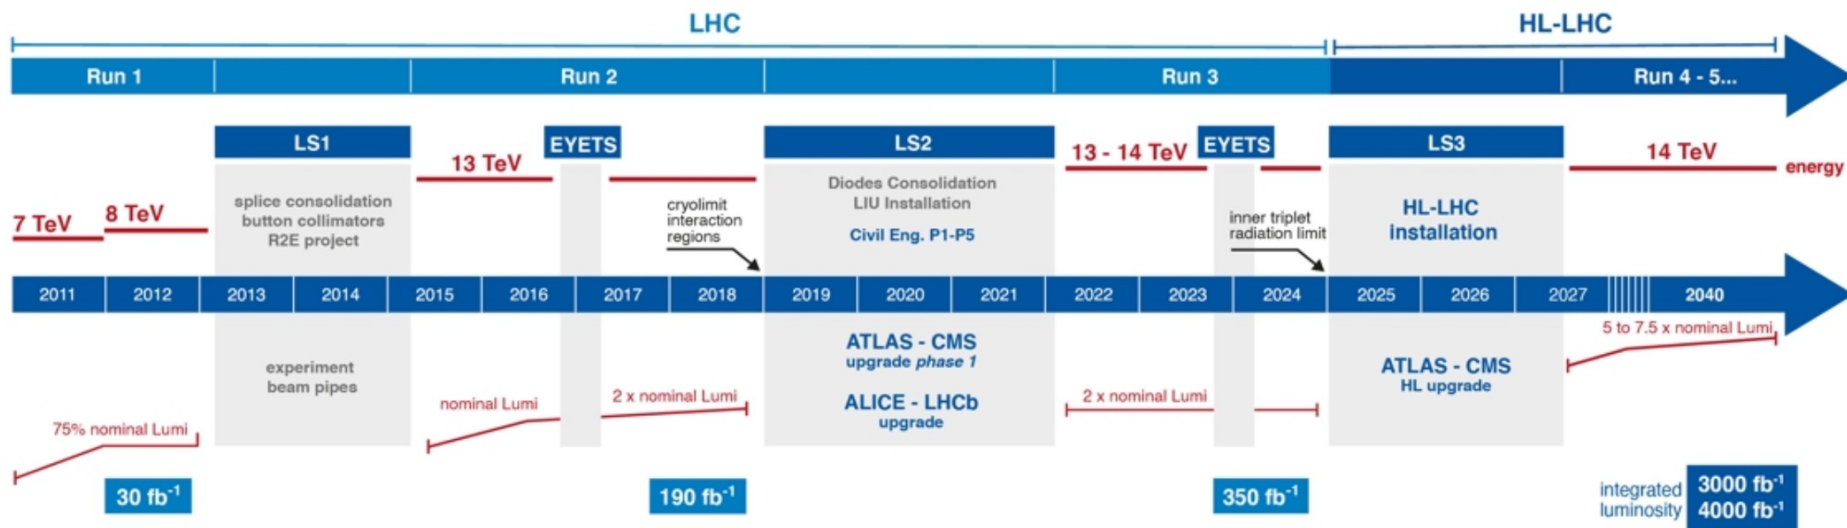 LHC
HL-LHC
Run 1
Run 2
Run 3
Run 4 - 5...
LS1
EYETS
LS2
EYETS
LS3
13 TeV
13 - 14 TeV
14 TeV
energy
7 TeV
8 TeV
splice consolidation
button collimators
R2E project
cryolimit
interaction
regions
Diodes Consolidation
LIU Installation
Civil Eng. P1-P5
inner triplet
radiation limit
HL-LHC
installation
2011
2012
2013
2014
2015
2016
2017
2018
2019
2020
2021
2022
2023
2024
2025
2026
2027
2040
5 to 7.5 x nominal Lumi
experiment
beam pipes
ATLAS - CMS
upgrade phase 1
ALICE - LHCb
upgrade
ATLAS - CMS
HL upgrade
75% nominal Lumi
nominal Lumi
2 x nominal Lumi
2 x nominal Lumi
30 fb⁻¹
190 fb⁻¹
350 fb⁻¹
integrated
luminosity
3000 fb⁻¹
4000 fb⁻¹